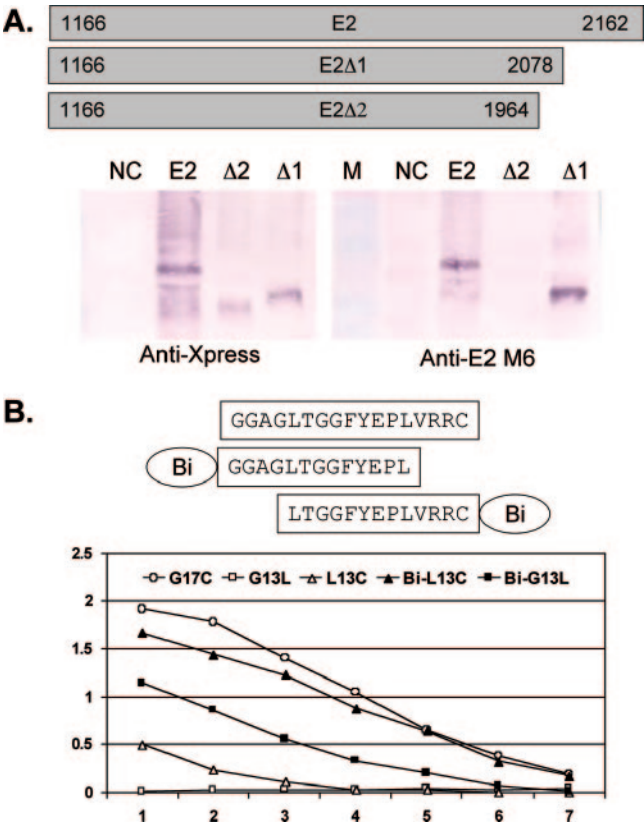 A.
1166 E2 2162
1166 E2Δ1 2078
1166 E2Δ2 1964
NC E2 Δ2 Δ1 M NC E2 Δ2 Δ1
Anti-Xpress Anti-E2 M6
B.
GGAGLTGGFYEPLVRRC
Bi GGAGLTGGFYEPL
LTGGFYEPLVRRC Bi
2.5
G17C G13L L13C Bi-L13C Bi-G13L
2
1.5
1
0.5
0
1 2 3 4 5 6 7